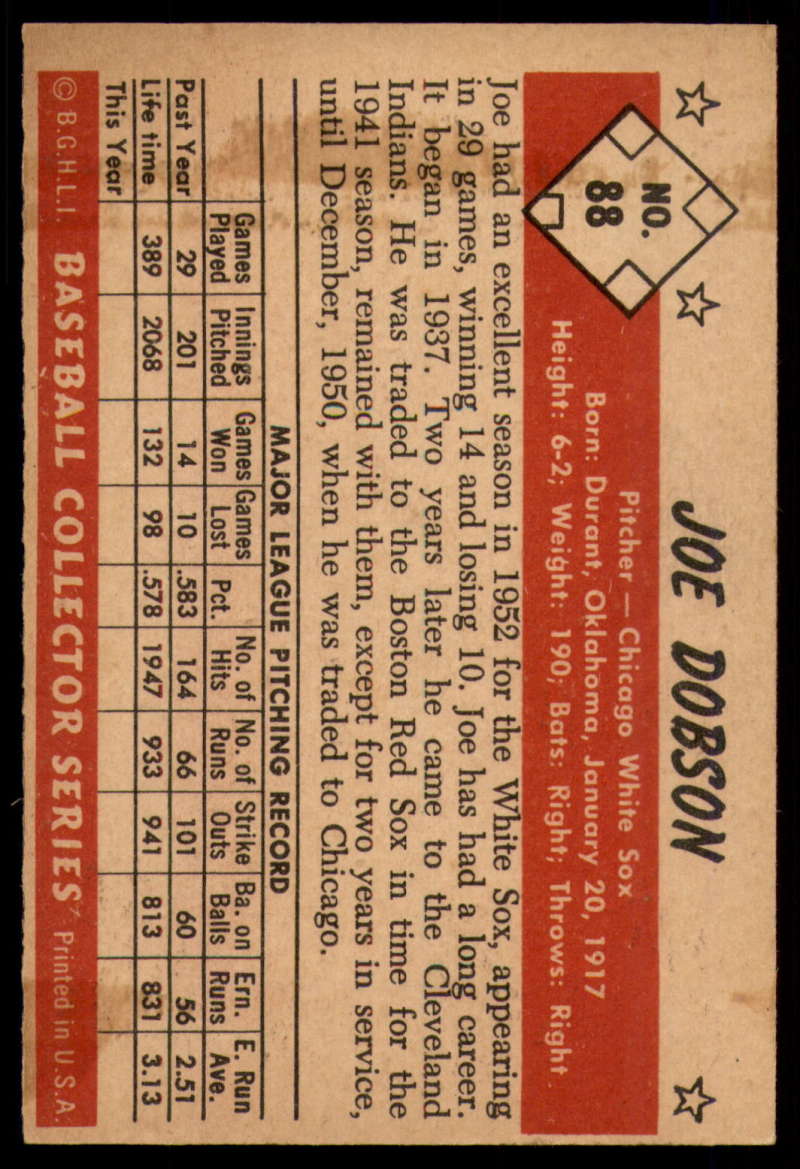 NO.
88
JOE DOBSON
Pitcher — Chicago White Sox
Born: Durant, Oklahoma, January 20, 1917
Height: 6-2; Weight: 190; Bats: Right; Throws: Right
Joe had an excellent season in 1952 for the White Sox, appearing
in 29 games, winning 14 and losing 10. Joe has had a long career.
It began in 1937. Two years later he came to the Cleveland
Indians. He was traded to the Boston Red Sox in time for the
1941 season, remained with them, except for two years in service,
until December, 1950, when he was traded to Chicago.
MAJOR LEAGUE PITCHING RECORD
Games Innings Games Games No. of No. of Strike Ba. on Ern. E. Run
Played Pitched Won Lost Pct. Hits Runs Outs Balls Runs Ave.
Past Year 29 201 14 10 .583 164 66 101 60 56 2.51
Life time 389 2068 132 98 .578 1947 933 941 813 831 3.13
This Year
© B.G.H.L.I. BASEBALL COLLECTOR SERIES Printed in U.S.A.